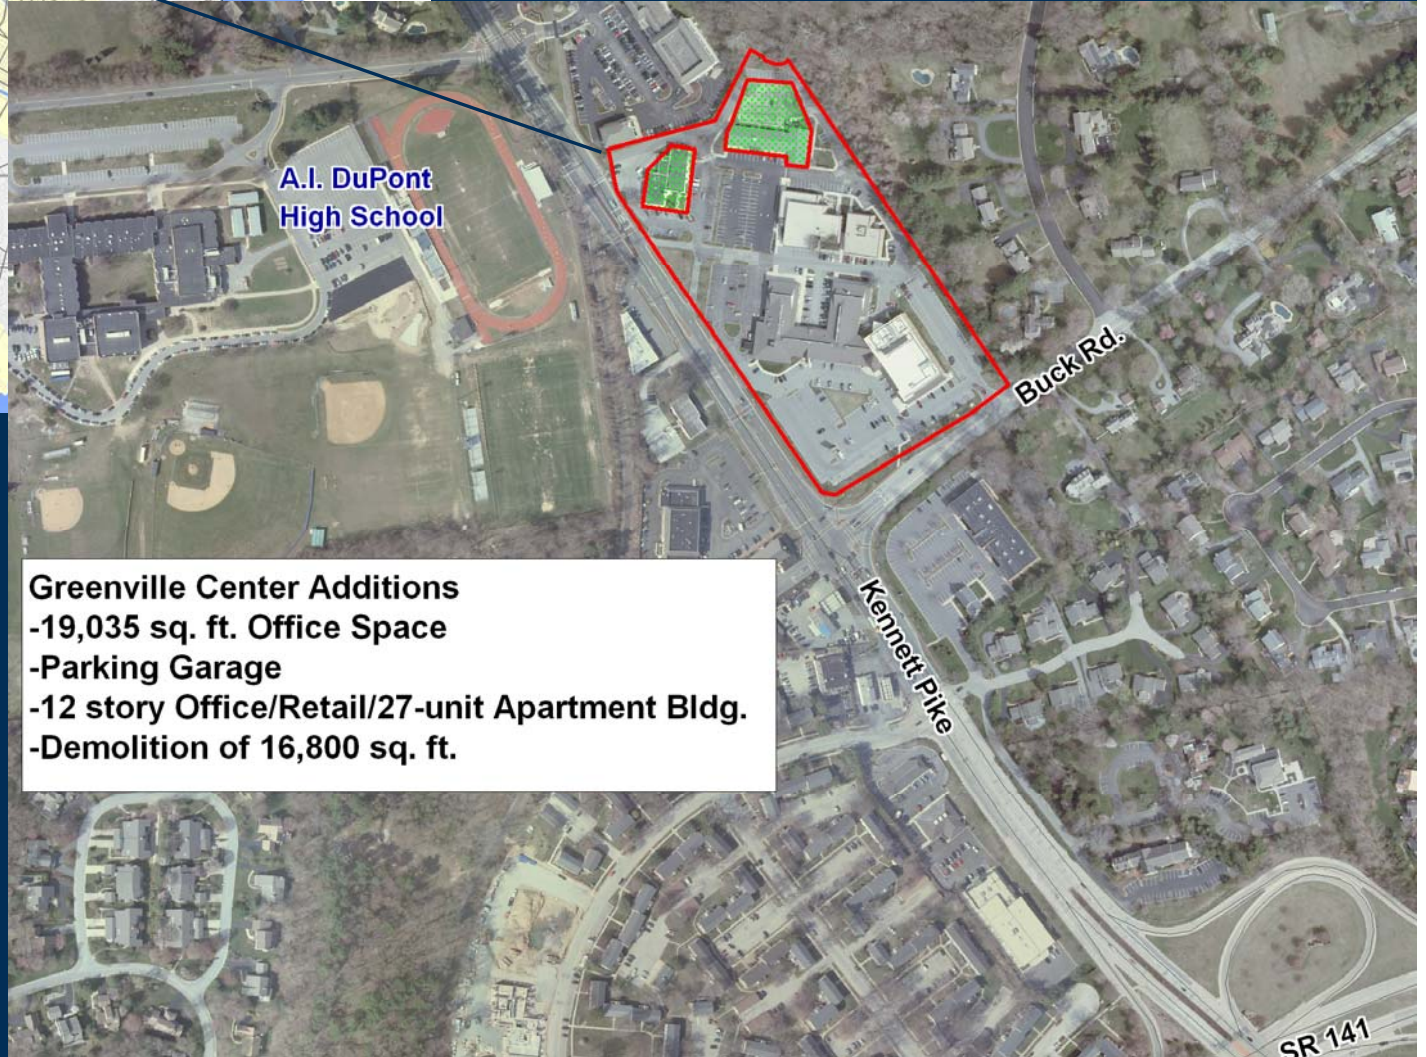 A.I. DuPont
High School
Buck Rd.
Greenville Center Additions
-19,035 sq. ft. Office Space
-Parking Garage
-12 story Office/Retail/27-unit Apartment Bldg.
-Demolition of 16,800 sq. ft.
Kennett Pike
SR 141